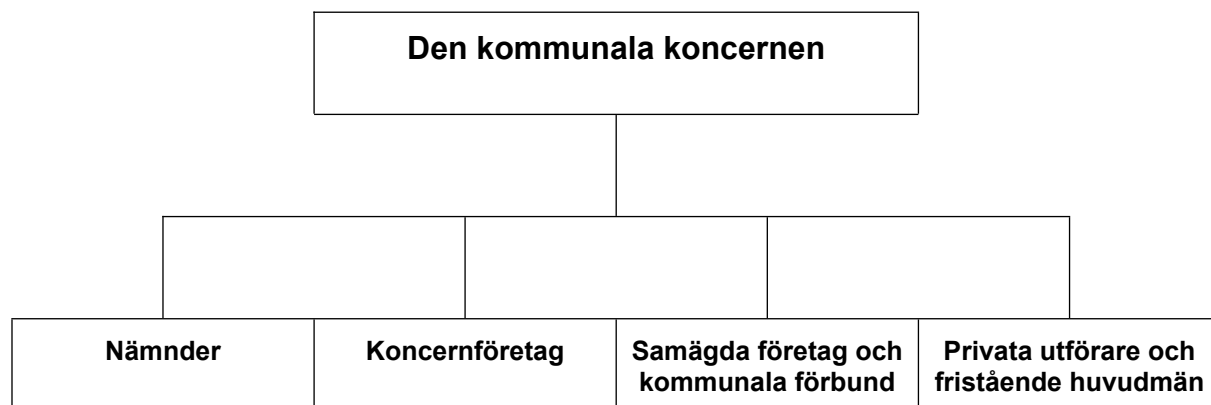 Den kommunala koncernen
Nämnder
Koncernföretag
Samägda företag och
kommunala förbund
Privata utförare och
fristående huvudmän